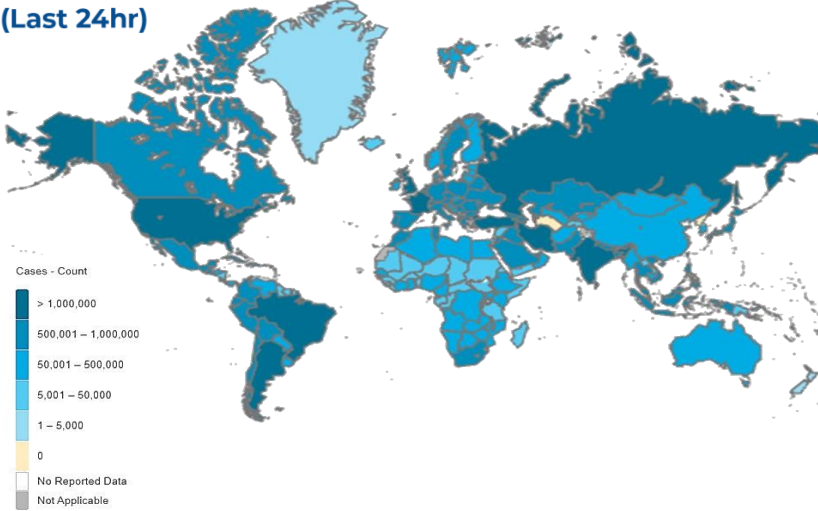 (Last 24hr)
Cases - Count
> 1,000,000
500,001 – 1,000,000
50,001 – 500,000
5,001 – 50,000
1 – 5,000
0
No Reported Data
Not Applicable